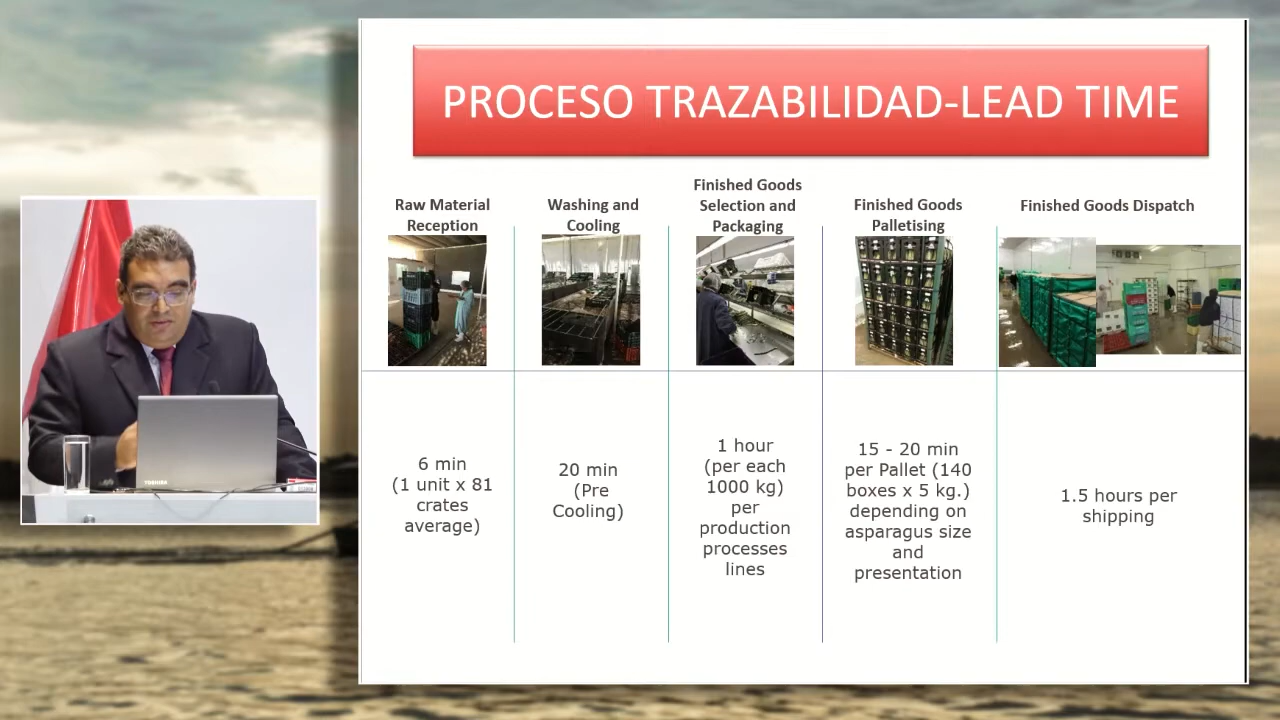 PROCESO TRAZABILIDAD-LEAD TIME
Raw Material
Reception
Washing and
Cooling
Finished Goods
Selection and
Packaging
Finished Goods
Palletising
Finished Goods Dispatch
6 min
(1 unit x 81
crates
average)
20 min
(Pre
Cooling)
1 hour
(per each
1000 kg)
per
production
processes
lines
15 - 20 min
per Pallet (140
boxes x 5 kg.)
depending on
asparagus size
and
presentation
1.5 hours per
shipping
TOSHIBA